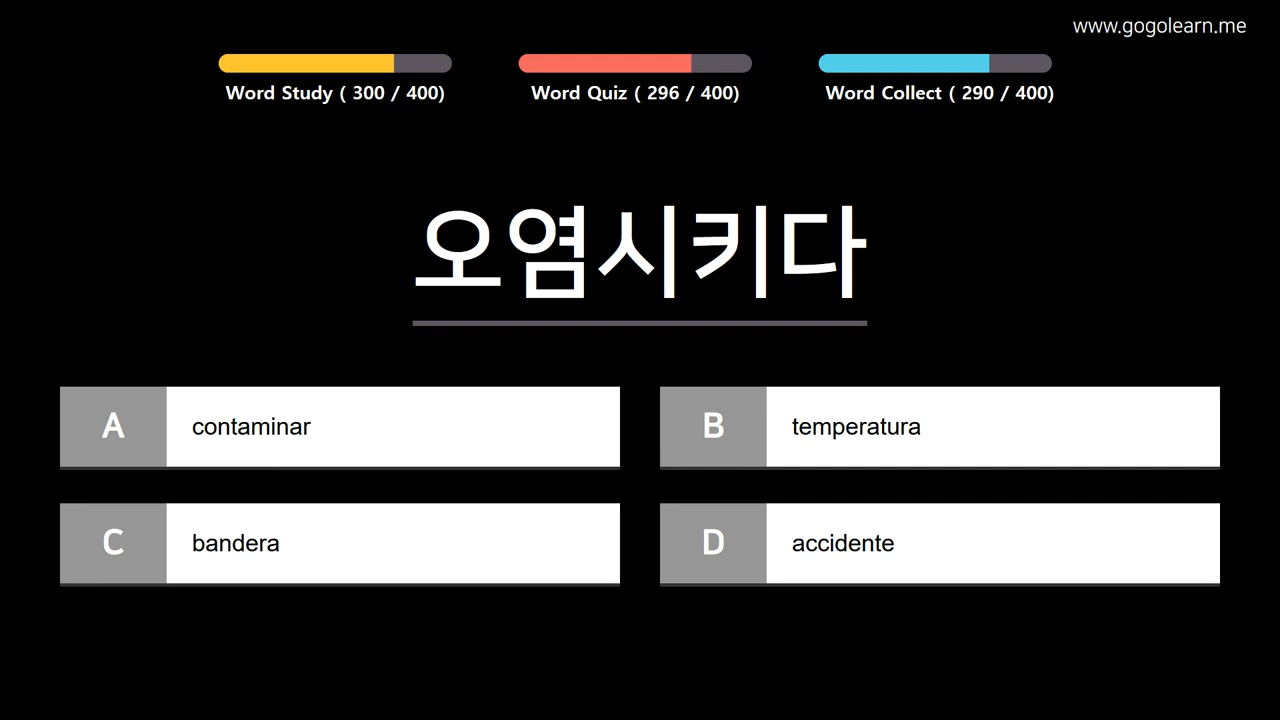 www.gogolearn.me
Word Study ( 300 / 400)
Word Quiz ( 296 / 400)
Word Collect ( 290 / 400)
오염시키다
A contaminar
B temperatura
C bandera
D accidente